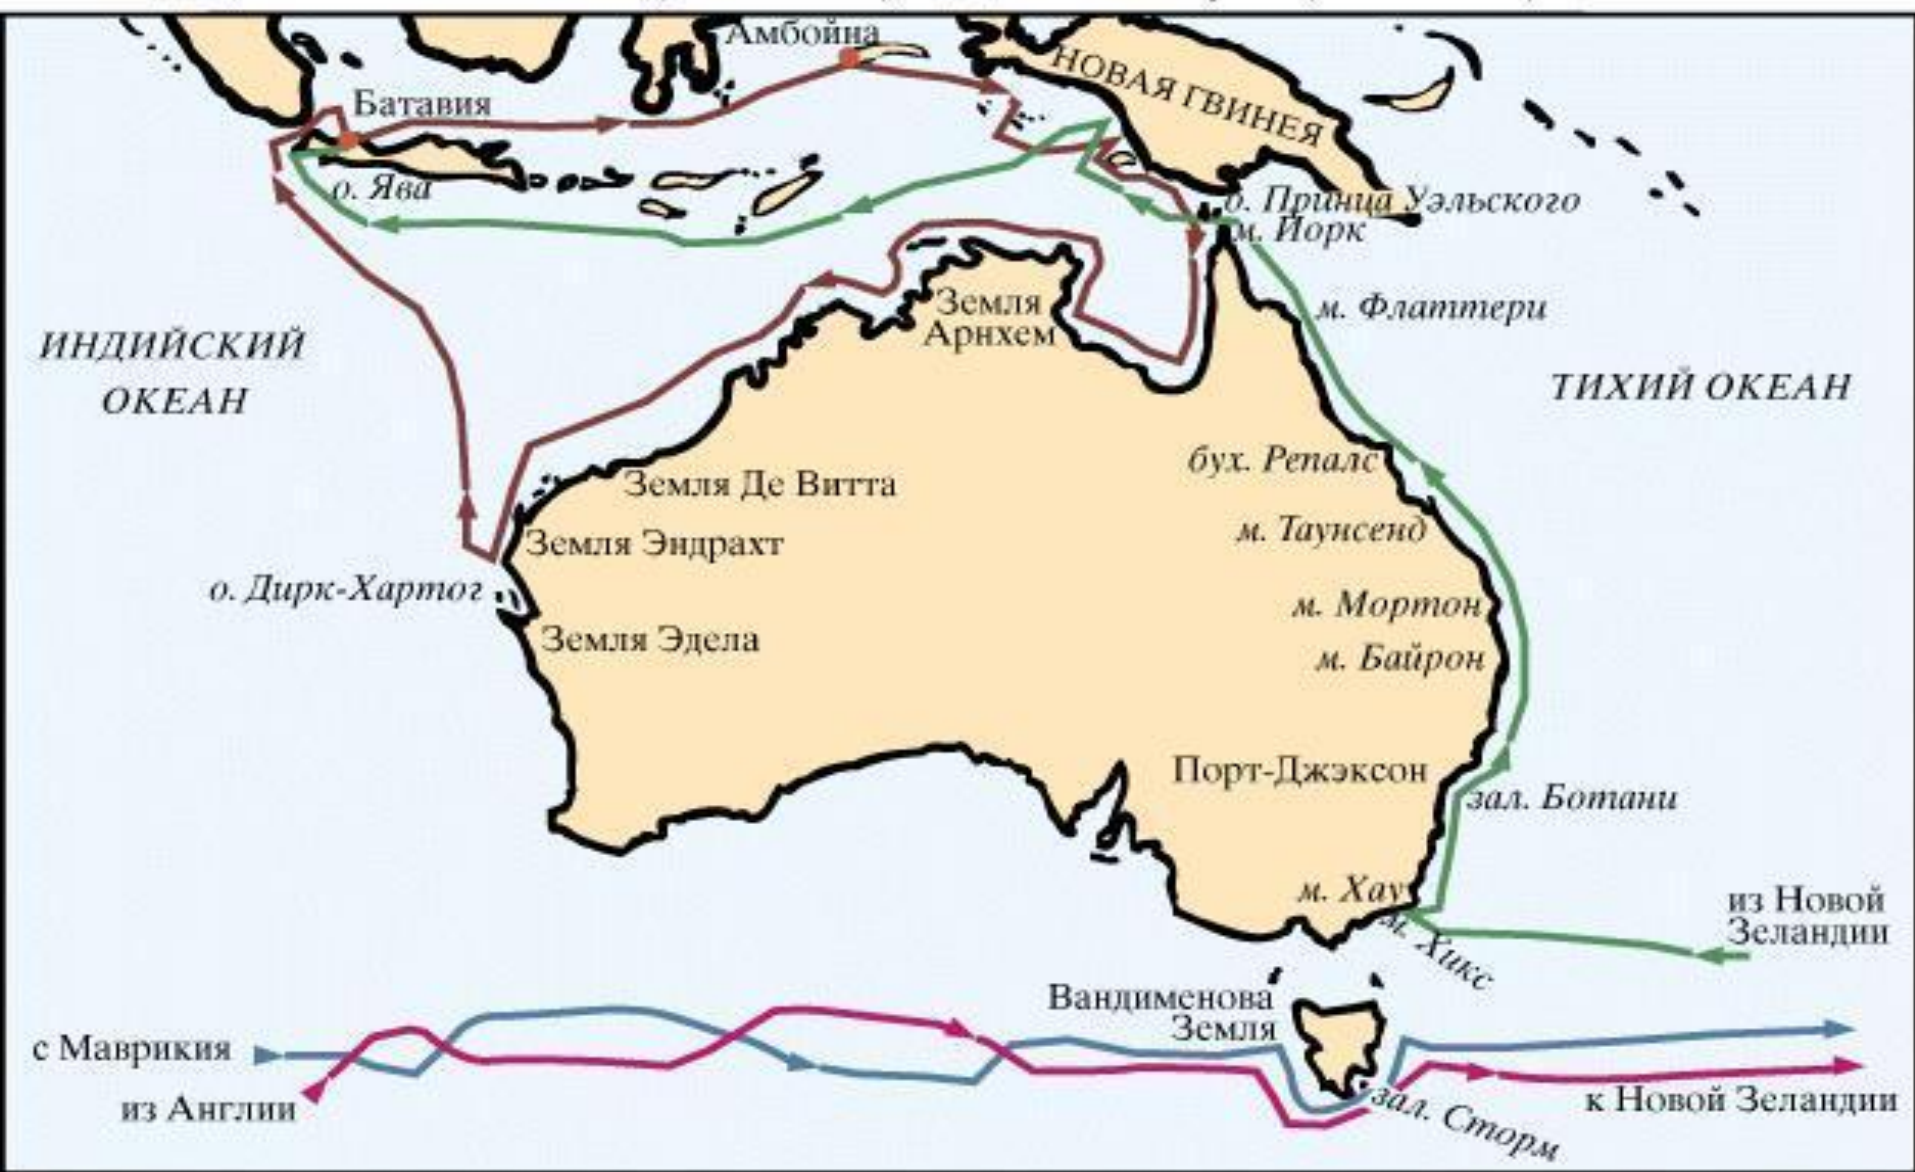 Амбойна
НОВАЯ ГВИНЕЯ
Батавия
о. Ява
о. Принца Уэльского
м. Йорк
Земля
Арнхем
м. Флаттери
ИНДИЙСКИЙ
ОКЕАН
ТИХИЙ ОКЕАН
бух. Репалс
Земля Де Витта
м. Таунсенд
Земля Эндрахт
о. Дирк-Хартог
м. Мортон
Земля Эдела
м. Байрон
Порт-Джэксон
зал. Ботани
м. Хау
м. Хикс
из Новой
Зеландии
Вандименова
Земля
с Маврикия
из Англии
зал. Сторм
к Новой Зеландии